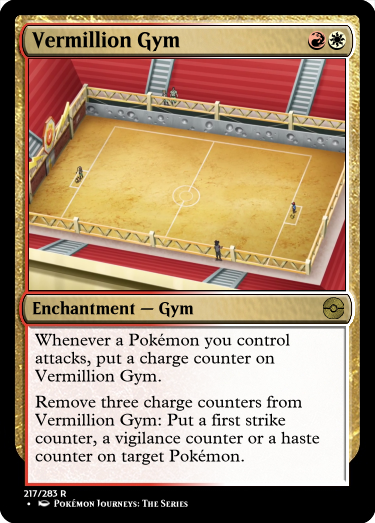 Vermillion Gym
Enchantment — Gym
Whenever a Pokémon you control
attacks, put a charge counter on
Vermillion Gym.
Remove three charge counters from
Vermillion Gym: Put a first strike
counter, a vigilance counter or a haste
counter on target Pokémon.
217/283 R
• Pokémon Journeys: The Series